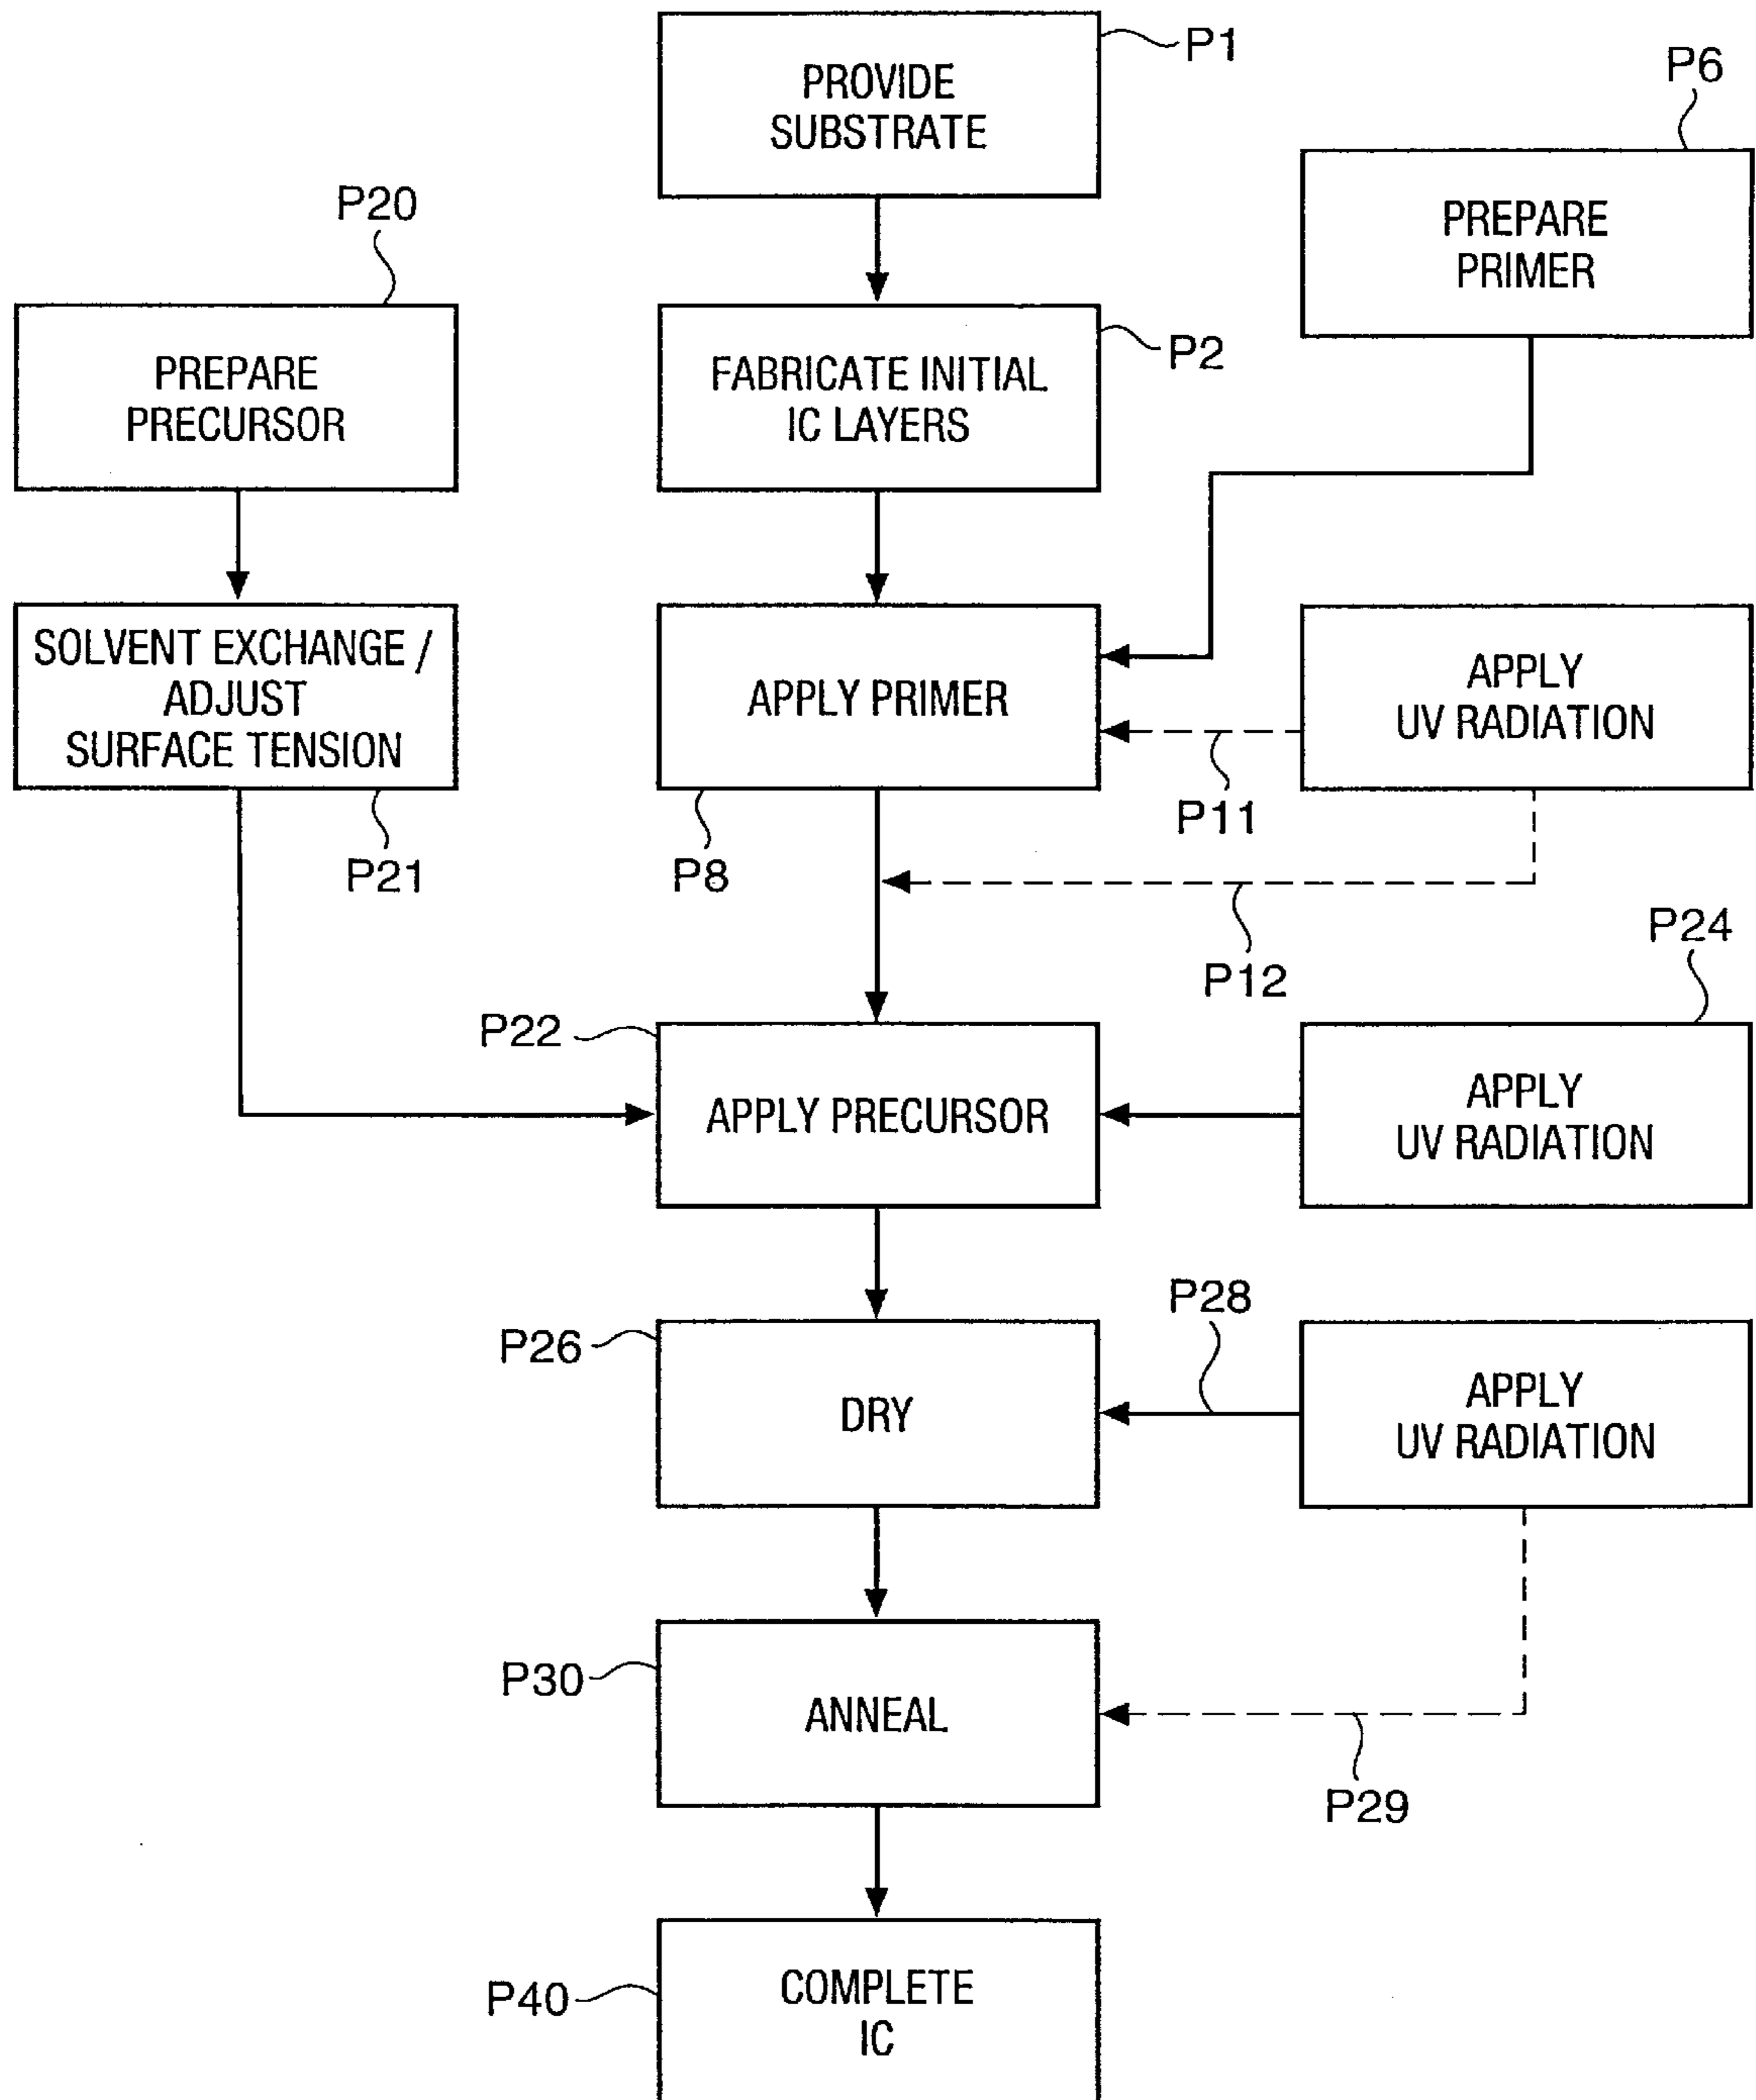 P1
PROVIDE
SUBSTRATE
P6
PREPARE
PRIMER
P20
PREPARE
PRECURSOR
P2
FABRICATE INITIAL
IC LAYERS
SOLVENT EXCHANGE /
ADJUST
SURFACE TENSION
P21
APPLY PRIMER
P8
APPLY
UV RADIATION
P11
P12
P24
P22
APPLY PRECURSOR
APPLY
UV RADIATION
P28
P26
DRY
APPLY
UV RADIATION
P30
ANNEAL
P29
P40
COMPLETE
IC